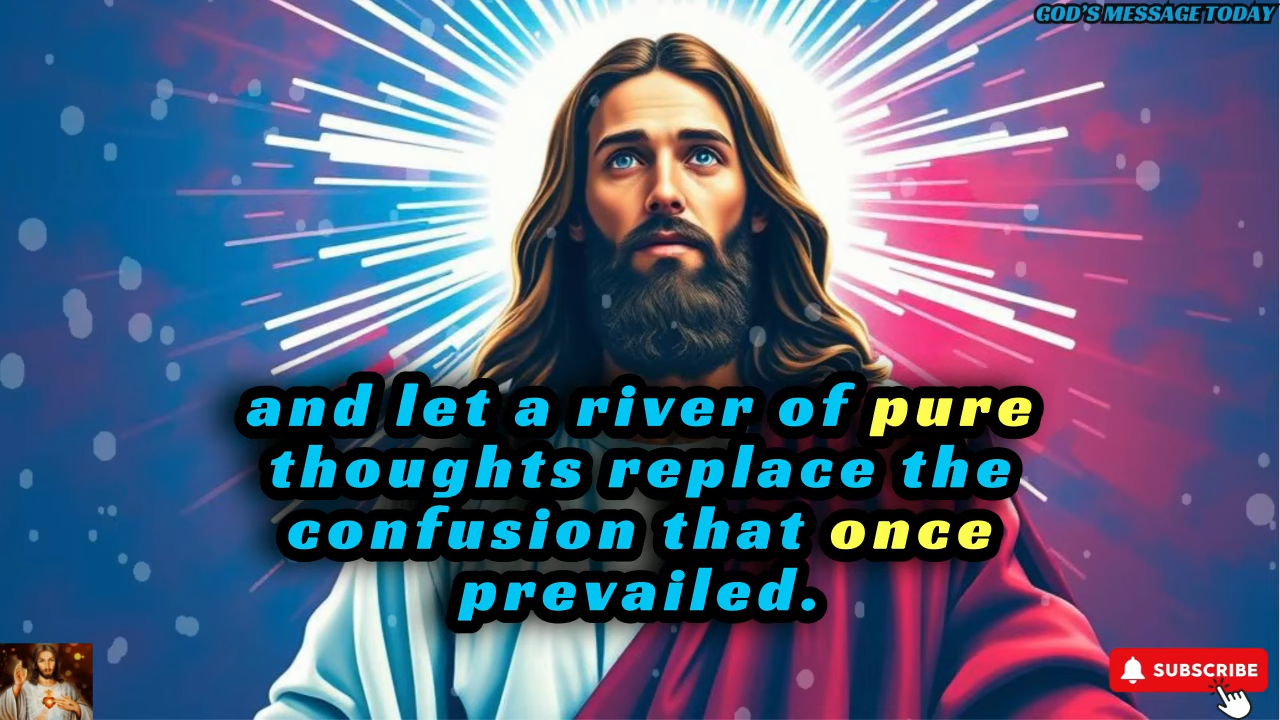 GOD'S MESSAGE TODAY
and let a river of pure
thoughts replace the
confusion that once
prevailed.
SUBSCRIBE